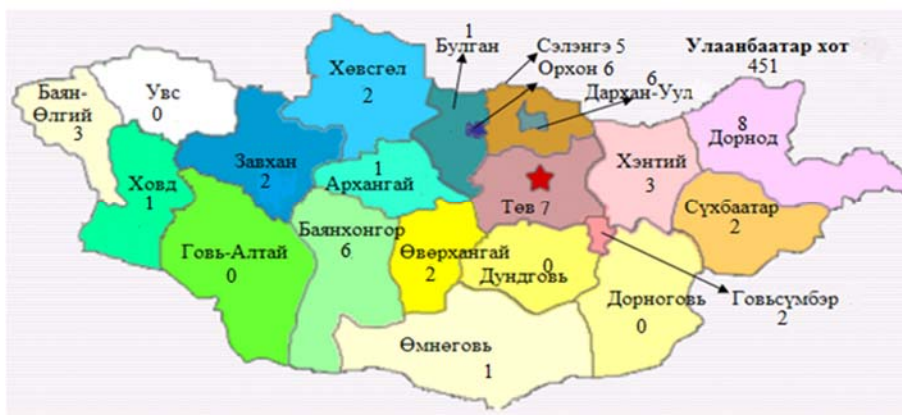 1
Булган
Сэлэнгэ 5
Орхон 6
6
Дархан-Уул
Улаанбаатар хот
451
Баян-
Өлгий
3
Увс
0
Хөвсгөл
2
8
Дорнод
Ховд
1
Завхан
2
1
Архангай
Төв 7
Хэнтий
3
Сүхбаатар
2
Говь-Алтай
0
Баянхонгор
6
Өверхангай
2
0
Дундговь
Дорноговь
0
Говьсүмбэр
2
Өмнөговь
1